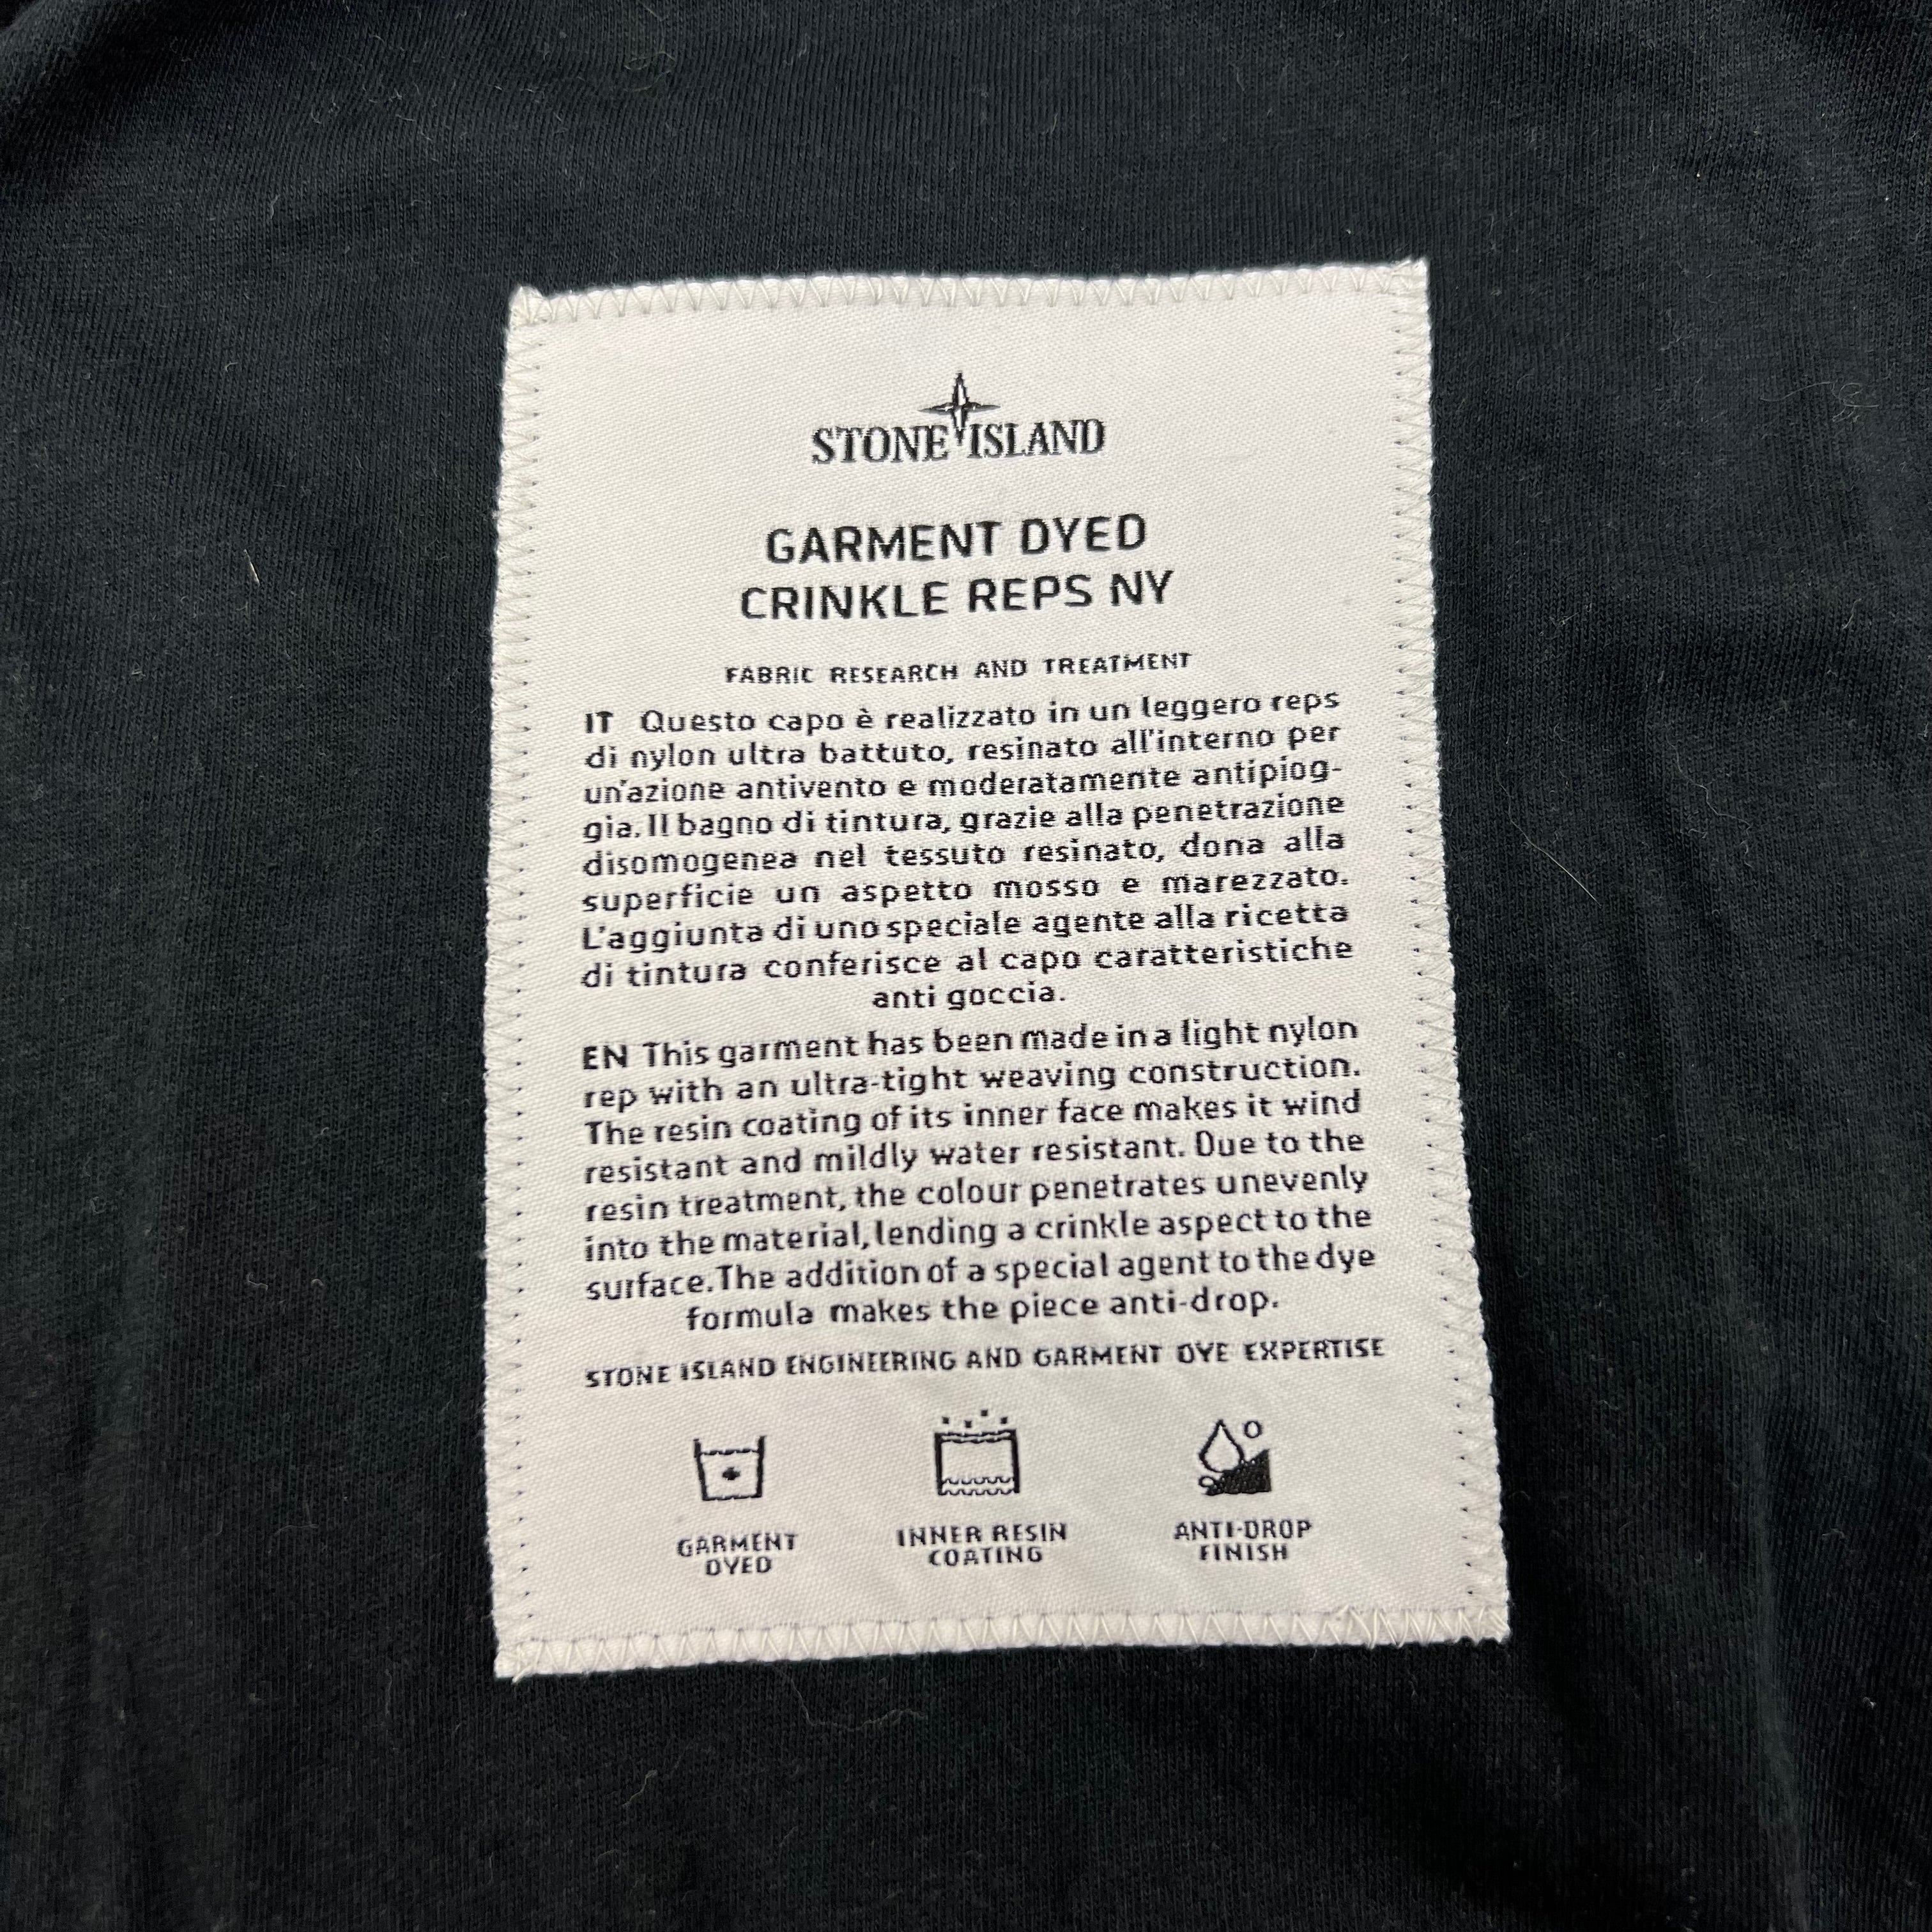 STONE ISLAND
GARMENT DYED
CRINKLE REPS NY
FABRIC RESEARCH AND TREATMENT
IT Questo capo è realizzato in un leggero reps
di nylon ultra battuto, resinato all'interno per
un'azione antivento e moderatamente antipiog-
gia. Il bagno di tintura, grazie alla penetrazione
disomogenea nel tessuto resinato, dona alla
superficie un aspetto mosso e marezzato.
L'aggiunta di uno speciale agente alla ricetta
di tintura conferisce al capo caratteristiche
anti goccia.
EN This garment has been made in a light nylon
rep with an ultra-tight weaving construction.
The resin coating of its inner face makes it wind
resistant and mildly water resistant. Due to the
resin treatment, the colour penetrates unevenly
into the material, lending a crinkle aspect to the
surface. The addition of a special agent to the dye
formula makes the piece anti-drop.
STONE ISLAND ENGINEERING AND GARMENT DYE EXPERTISE
GARMENT
DYED
INNER RESIN
COATING
ANTI-DROP
FINISH